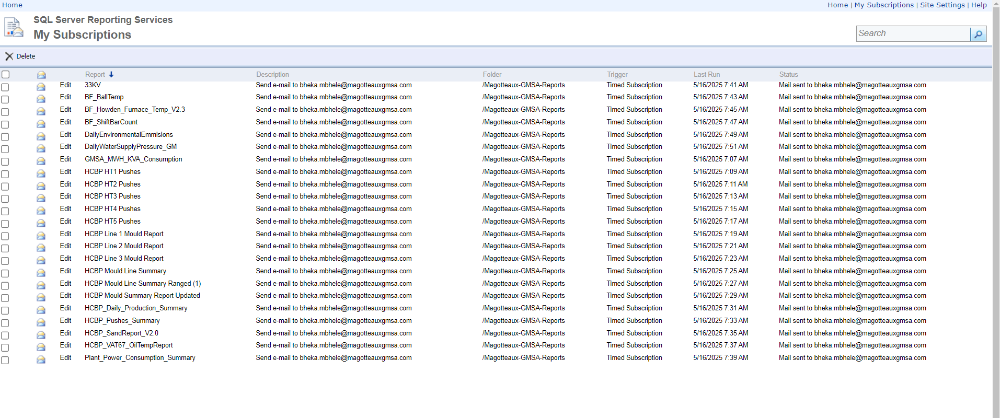 Home Home | My Subscriptions | Site Settings | Help
SQL Server Reporting Services
My Subscriptions
Search
Delete
Report Description Folder Trigger Last Run Status
Edit 33KV Send e-mail to bheka.mbhele@magotteauxgmsa.com /Magotteaux-GMSA-Reports Timed Subscription 5/16/2025 7:41 AM Mail sent to bheka.mbhele@magotteauxgmsa.com
Edit BF_BallTemp Send e-mail to bheka.mbhele@magotteauxgmsa.com /Magotteaux-GMSA-Reports Timed Subscription 5/16/2025 7:43 AM Mail sent to bheka.mbhele@magotteauxgmsa.com
Edit BF_Howden_Furnace_Temp_V2.3 Send e-mail to bheka.mbhele@magotteauxgmsa.com /Magotteaux-GMSA-Reports Timed Subscription 5/16/2025 7:45 AM Mail sent to bheka.mbhele@magotteauxgmsa.com
Edit BF_ShiftBarCount Send e-mail to bheka.mbhele@magotteauxgmsa.com /Magotteaux-GMSA-Reports Timed Subscription 5/16/2025 7:47 AM Mail sent to bheka.mbhele@magotteauxgmsa.com
Edit DailyEnvironmentalEmmisions Send e-mail to bheka.mbhele@magotteauxgmsa.com /Magotteaux-GMSA-Reports Timed Subscription 5/16/2025 7:49 AM Mail sent to bheka.mbhele@magotteauxgmsa.com
Edit DailyWaterSupplyPressure_GM Send e-mail to bheka.mbhele@magotteauxgmsa.com /Magotteaux-GMSA-Reports Timed Subscription 5/16/2025 7:51 AM Mail sent to bheka.mbhele@magotteauxgmsa.com
Edit GMSA_MWH_KVA_Consumption Send e-mail to bheka.mbhele@magotteauxgmsa.com /Magotteaux-GMSA-Reports Timed Subscription 5/16/2025 7:07 AM Mail sent to bheka.mbhele@magotteauxgmsa.com
Edit HCBP HT1 Pushes Send e-mail to bheka.mbhele@magotteauxgmsa.com /Magotteaux-GMSA-Reports Timed Subscription 5/16/2025 7:09 AM Mail sent to bheka.mbhele@magotteauxgmsa.com
Edit HCBP HT2 Pushes Send e-mail to bheka.mbhele@magotteauxgmsa.com /Magotteaux-GMSA-Reports Timed Subscription 5/16/2025 7:11 AM Mail sent to bheka.mbhele@magotteauxgmsa.com
Edit HCBP HT3 Pushes Send e-mail to bheka.mbhele@magotteauxgmsa.com /Magotteaux-GMSA-Reports Timed Subscription 5/16/2025 7:13 AM Mail sent to bheka.mbhele@magotteauxgmsa.com
Edit HCBP HT4 Pushes Send e-mail to bheka.mbhele@magotteauxgmsa.com /Magotteaux-GMSA-Reports Timed Subscription 5/16/2025 7:15 AM Mail sent to bheka.mbhele@magotteauxgmsa.com
Edit HCBP HT5 Pushes Send e-mail to bheka.mbhele@magotteauxgmsa.com /Magotteaux-GMSA-Reports Timed Subscription 5/16/2025 7:17 AM Mail sent to bheka.mbhele@magotteauxgmsa.com
Edit HCBP Line 1 Mould Report Send e-mail to bheka.mbhele@magotteauxgmsa.com /Magotteaux-GMSA-Reports Timed Subscription 5/16/2025 7:19 AM Mail sent to bheka.mbhele@magotteauxgmsa.com
Edit HCBP Line 2 Mould Report Send e-mail to bheka.mbhele@magotteauxgmsa.com /Magotteaux-GMSA-Reports Timed Subscription 5/16/2025 7:21 AM Mail sent to bheka.mbhele@magotteauxgmsa.com
Edit HCBP Line 3 Mould Report Send e-mail to bheka.mbhele@magotteauxgmsa.com /Magotteaux-GMSA-Reports Timed Subscription 5/16/2025 7:23 AM Mail sent to bheka.mbhele@magotteauxgmsa.com
Edit HCBP Mould Line Summary Send e-mail to bheka.mbhele@magotteauxgmsa.com /Magotteaux-GMSA-Reports Timed Subscription 5/16/2025 7:25 AM Mail sent to bheka.mbhele@magotteauxgmsa.com
Edit HCBP Mould Line Summary Ranged (1) Send e-mail to bheka.mbhele@magotteauxgmsa.com /Magotteaux-GMSA-Reports Timed Subscription 5/16/2025 7:27 AM Mail sent to bheka.mbhele@magotteauxgmsa.com
Edit HCBP Mould Summary Report Updated Send e-mail to bheka.mbhele@magotteauxgmsa.com /Magotteaux-GMSA-Reports Timed Subscription 5/16/2025 7:29 AM Mail sent to bheka.mbhele@magotteauxgmsa.com
Edit HCBP_Daily_Production_Summary Send e-mail to bheka.mbhele@magotteauxgmsa.com /Magotteaux-GMSA-Reports Timed Subscription 5/16/2025 7:31 AM Mail sent to bheka.mbhele@magotteauxgmsa.com
Edit HCBP_Pushes_Summary Send e-mail to bheka.mbhele@magotteauxgmsa.com /Magotteaux-GMSA-Reports Timed Subscription 5/16/2025 7:33 AM Mail sent to bheka.mbhele@magotteauxgmsa.com
Edit HCBP_SandReport_V2.0 Send e-mail to bheka.mbhele@magotteauxgmsa.com /Magotteaux-GMSA-Reports Timed Subscription 5/16/2025 7:35 AM Mail sent to bheka.mbhele@magotteauxgmsa.com
Edit HCBP_VAT67_OilTempReport Send e-mail to bheka.mbhele@magotteauxgmsa.com /Magotteaux-GMSA-Reports Timed Subscription 5/16/2025 7:37 AM Mail sent to bheka.mbhele@magotteauxgmsa.com
Edit Plant_Power_Consumption_Summary Send e-mail to bheka.mbhele@magotteauxgmsa.com /Magotteaux-GMSA-Reports Timed Subscription 5/16/2025 7:39 AM Mail sent to bheka.mbhele@magotteauxgmsa.com